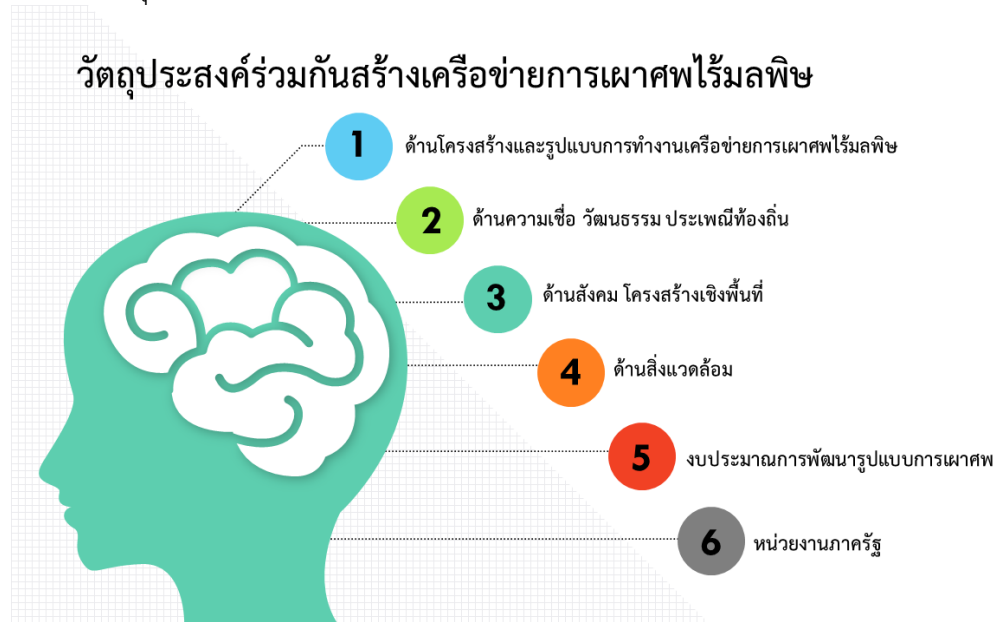 วัตถุประสงค์ร่วมกันสร้างเครือข่ายการเผาศพไร้มลพิษ
1 ด้านโครงสร้างและรูปแบบการทำงานเครือข่ายการเผาศพไร้มลพิษ
2 ด้านความเชื่อ วัฒนธรรม ประเพณีท้องถิ่น
3 ด้านสังคม โครงสร้างเชิงพื้นที่
4 ด้านสิ่งแวดล้อม
5 งบประมาณการพัฒนารูปแบบการเผาศพ
6 หน่วยงานภาครัฐ